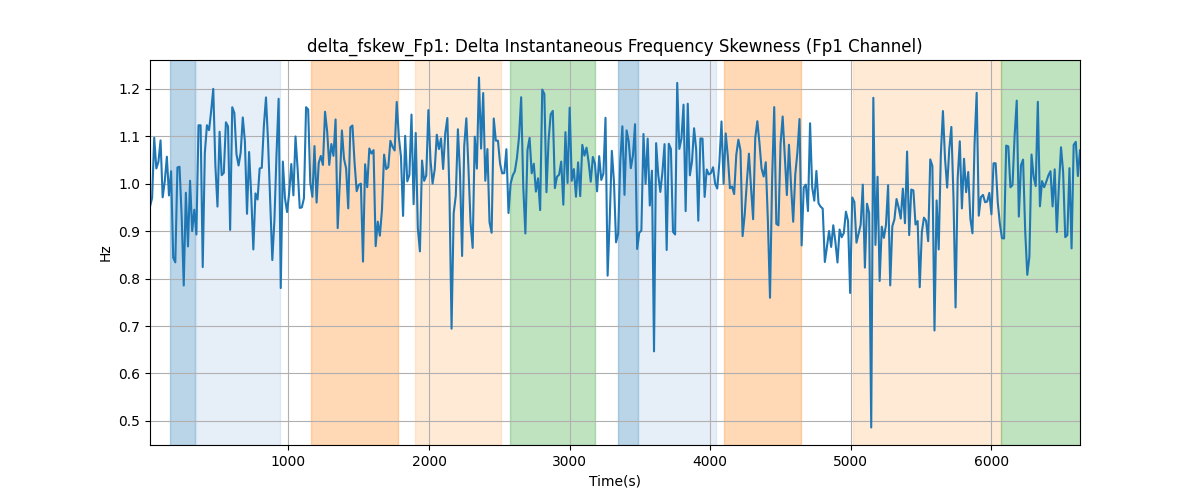 delta_fskew_Fp1: Delta Instantaneous Frequency Skewness (Fp1 Channel)
1.2
1.1
1.0
0.9
0.8
0.7
0.6
0.5
Hz
1000 2000 3000 4000 5000 6000
Time(s)